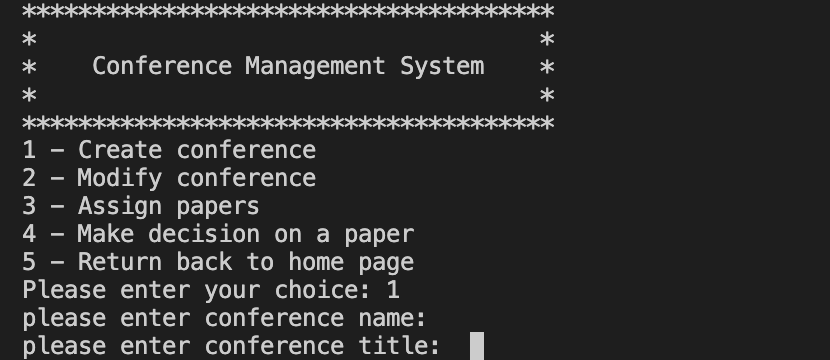 **************************************
*                                    *
*    Conference Management System    *
*                                    *
**************************************
1 – Create conference
2 – Modify conference
3 – Assign papers
4 – Make decision on a paper
5 – Return back to home page
Please enter your choice: 1
please enter conference name:
please enter conference title: